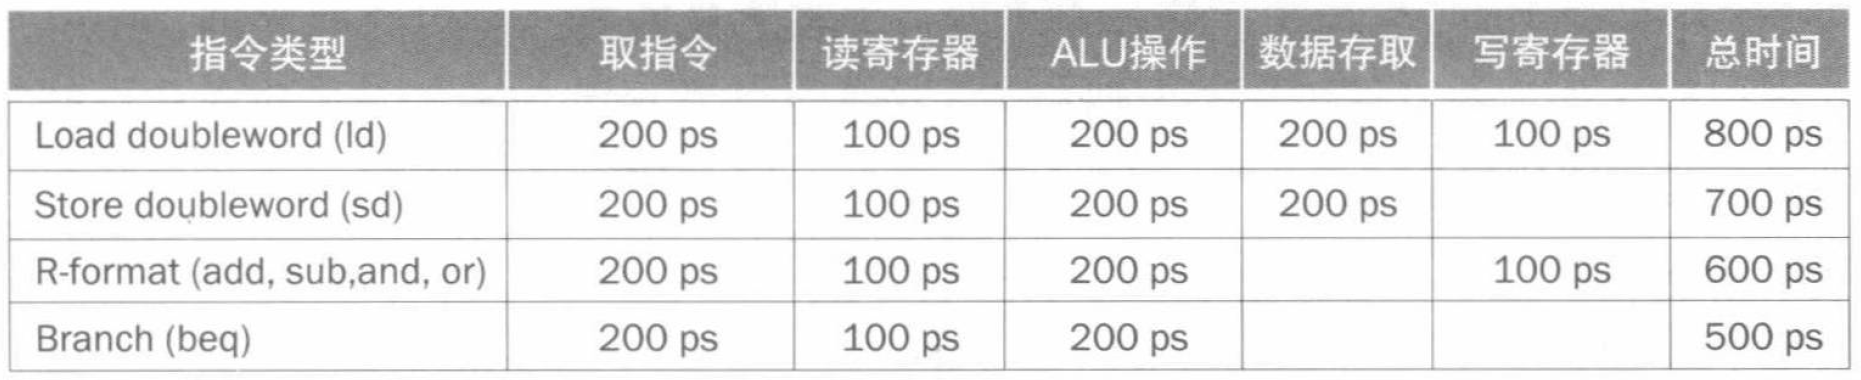 指令类型 取指令 读寄存器 ALU操作 数据存取 写寄存器 总时间
Load doubleword (ld) 200 ps 100 ps 200 ps 200 ps 100 ps 800 ps
Store doubleword (sd) 200 ps 100 ps 200 ps 200 ps 700 ps
R-format (add, sub,and, or) 200 ps 100 ps 200 ps 100 ps 600 ps
Branch (beq) 200 ps 100 ps 200 ps 500 ps